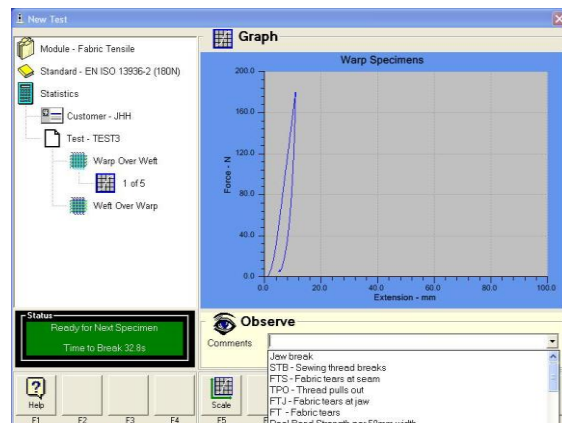 New Test
Module - Fabric Tensile
Standard - EN ISO 13936-2 (180N)
Statistics
Customer - JHH
Test - TEST3
Warp Over Weft
1 of 5
Weft Over Warp
Status
Ready for Next Specimen
Time to Break 32.8s
Graph
Warp Specimens
200.0
160.0
120.0
80.0
40.0
0.0
Force - N
0.0 20.0 40.0 60.0 80.0 100.0
Extension - mm
Observe
Comments
Jaw break
STB - Sewing thread breaks
FTS - Fabric tears at seam
TPO - Thread pulls out
FTJ - Fabric tears at jaw
FT - Fabric tears
Help
Scale
F1 F2 F3 F4 F5